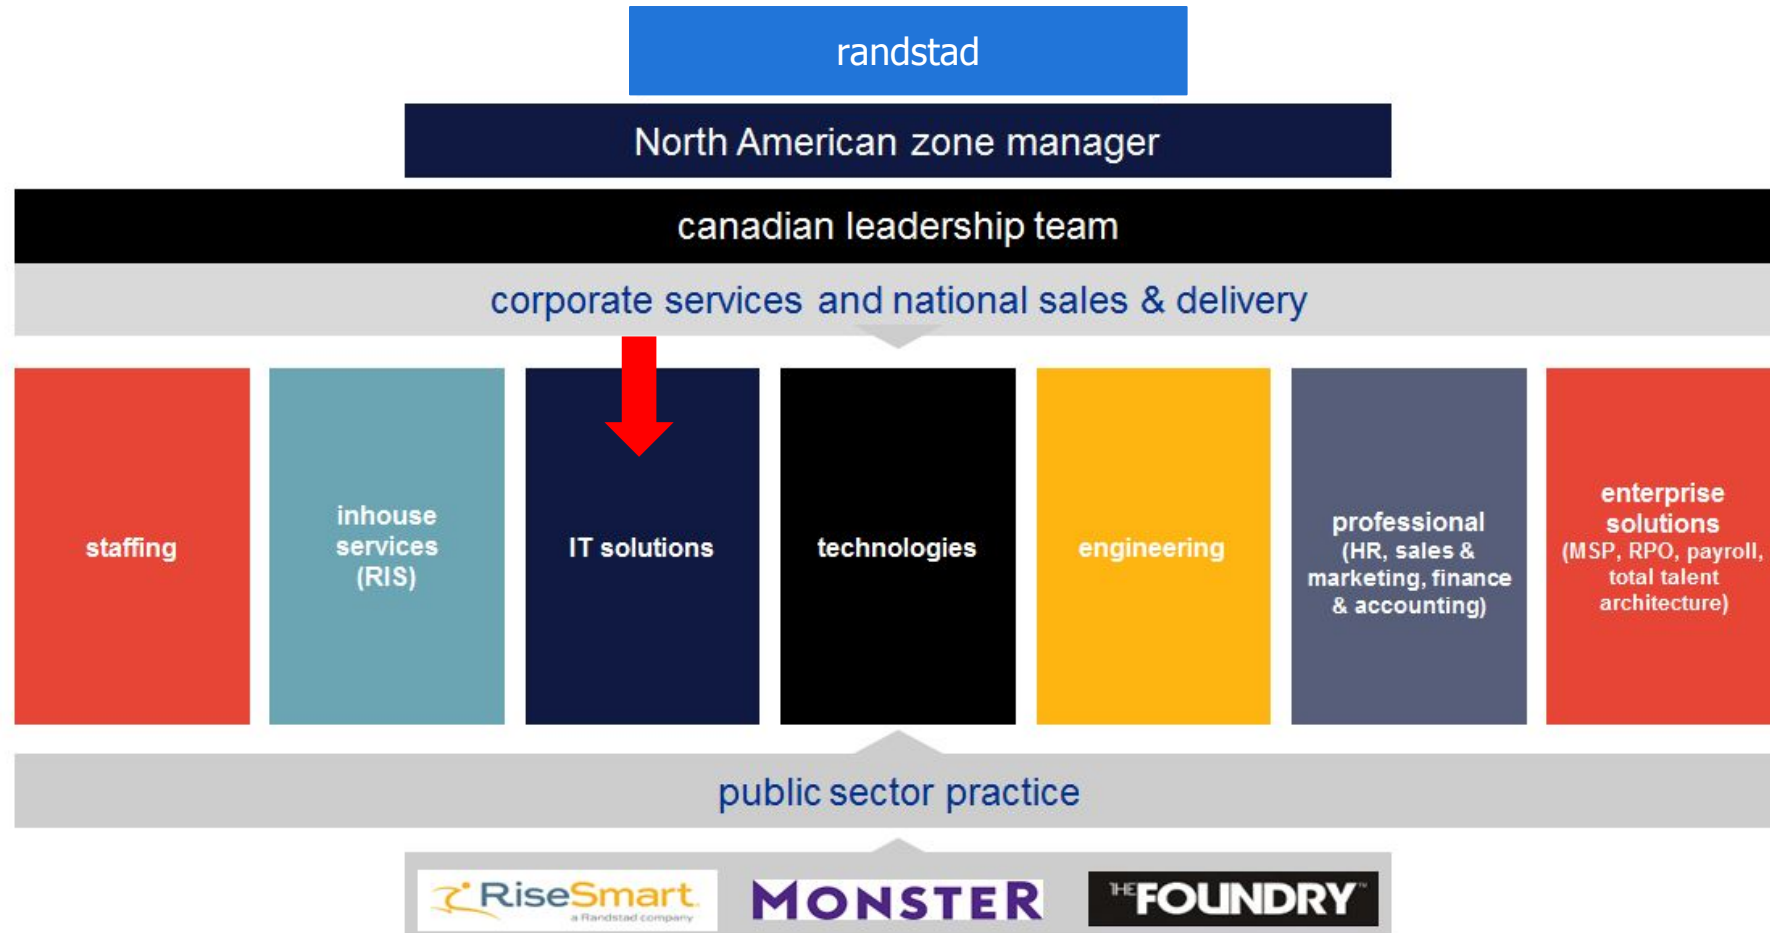 randstad
North American zone manager
canadian leadership team
corporate services and national sales & delivery
staffing
inhouse
services
(RIS)
IT solutions
technologies
engineering
professional
(HR, sales &
marketing, finance
& accounting)
enterprise
solutions
(MSP, RPO, payroll,
total talent
architecture)
public sector practice
RiseSmart.
a Randstad company
MONSTER
THE FOUNDRY™